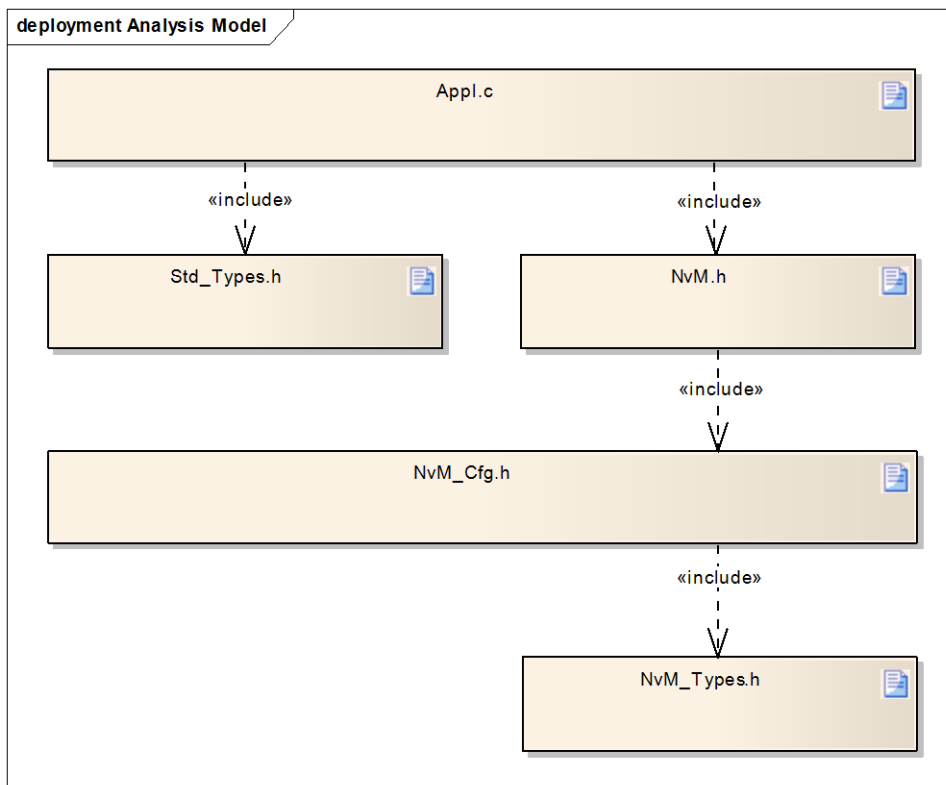 deployment Analysis Model
Appl.c
«include»
«include»
Std_Types.h
NvM.h
«include»
NvM_Cfg.h
«include»
NvM_Types.h